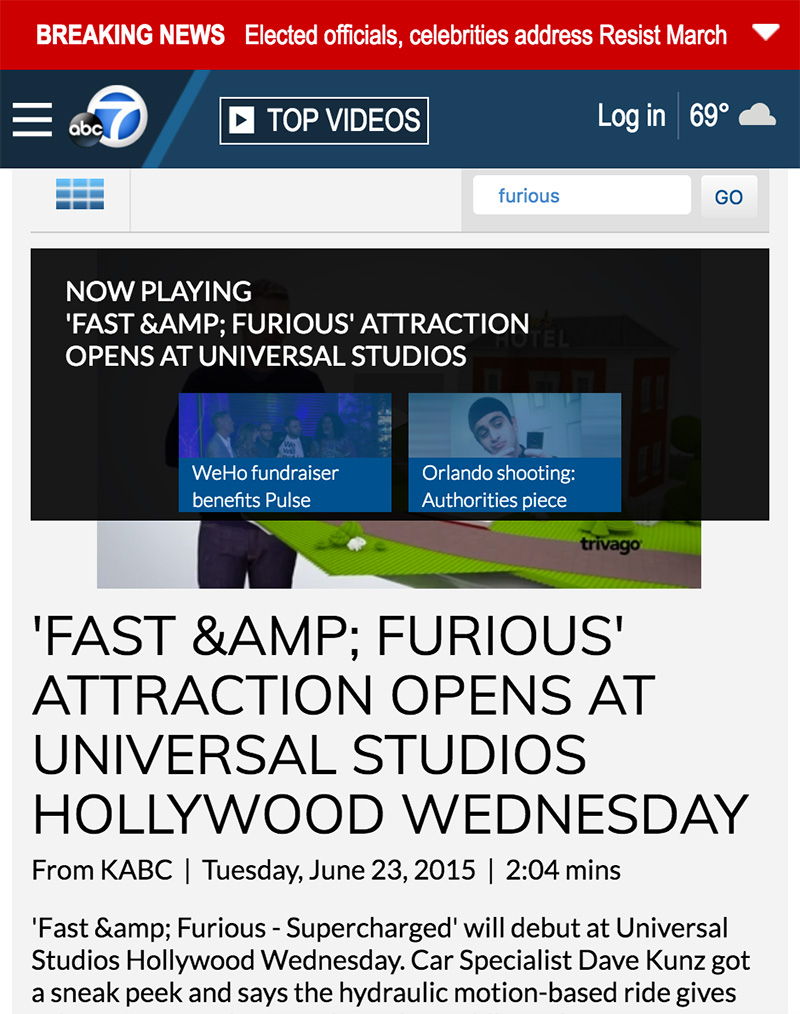 BREAKING NEWS Elected officials, celebrities address Resist March
abc 7 TOP VIDEOS Log in 69°
furious GO
NOW PLAYING
'FAST &AMP; FURIOUS' ATTRACTION
OPENS AT UNIVERSAL STUDIOS
HOTEL
WeHo fundraiser
benefits Pulse
Orlando shooting:
Authorities piece
trivago
'FAST &AMP; FURIOUS'
ATTRACTION OPENS AT
UNIVERSAL STUDIOS
HOLLYWOOD WEDNESDAY
From KABC | Tuesday, June 23, 2015 | 2:04 mins
'Fast &amp; Furious - Supercharged' will debut at Universal
Studios Hollywood Wednesday. Car Specialist Dave Kunz got
a sneak peek and says the hydraulic motion-based ride gives